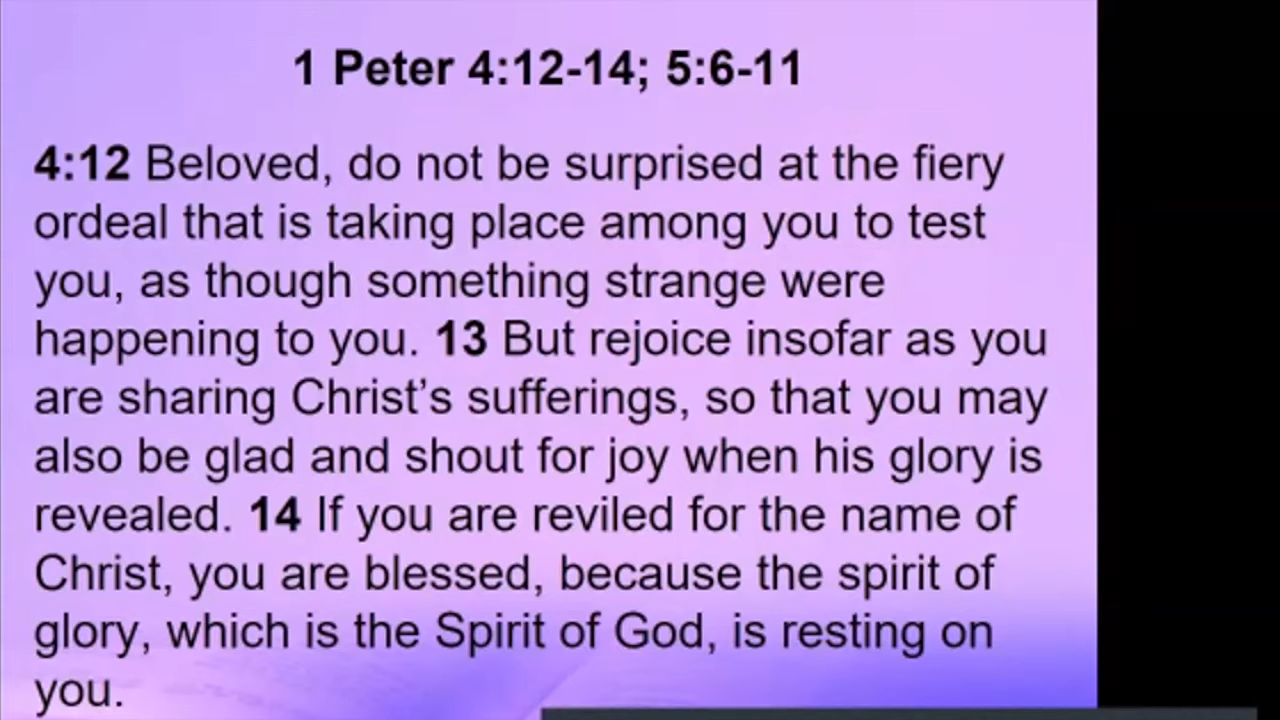 1 Peter 4:12-14; 5:6-11
4:12 Beloved, do not be surprised at the fiery
ordeal that is taking place among you to test
you, as though something strange were
happening to you. 13 But rejoice insofar as you
are sharing Christ’s sufferings, so that you may
also be glad and shout for joy when his glory is
revealed. 14 If you are reviled for the name of
Christ, you are blessed, because the spirit of
glory, which is the Spirit of God, is resting on
you.